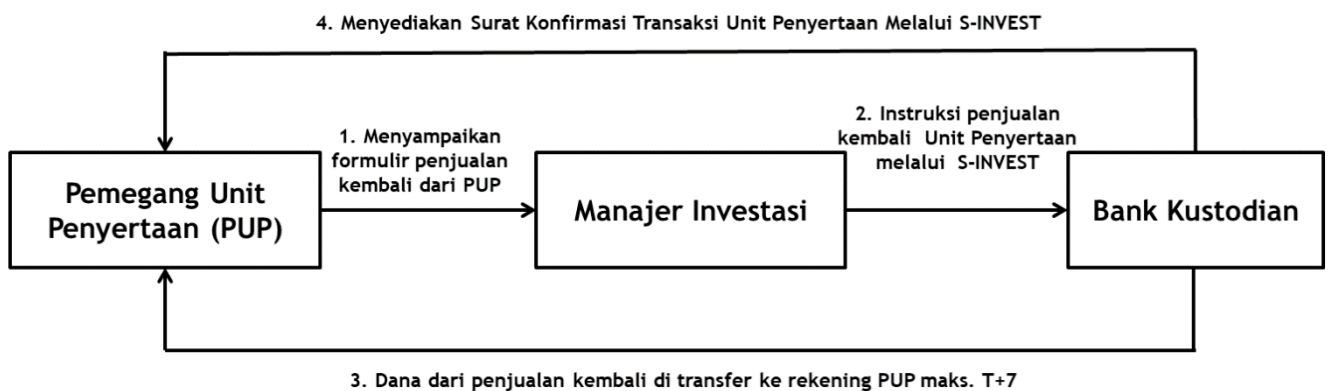 4. Menyediakan Surat Konfirmasi Transaksi Unit Penyertaan Melalui S-INVEST
1. Menyampaikan
formulir penjualan
kembali dari PUP
2. Instruksi penjualan
kembali Unit Penyertaan
melalui S-INVEST
Pemegang Unit
Penyertaan (PUP)
Manajer Investasi
Bank Kustodian
3. Dana dari penjualan kembali di transfer ke rekening PUP maks. T+7